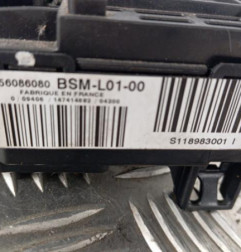 56086080 BSM-L01-00
FABRIQUE EN FRANCE
S118983001 /